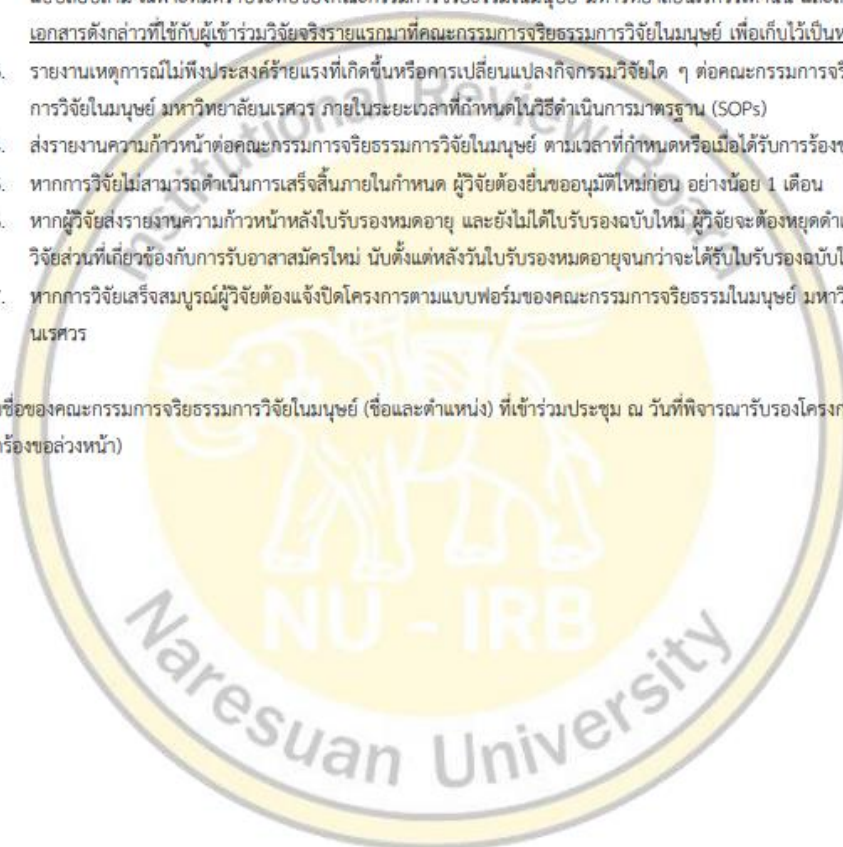 เอกสารดังกล่าวที่ใช้กับผู้เข้าร่วมวิจัยจริงรายแรกมาที่คณะกรรมการจริยธรรมการวิจัยในมนุษย์ เพื่อเก็บไว้เป็นห
รายงานเหตุการณ์ไม่พึงประสงค์ร้ายแรงที่เกิดขึ้นหรือการเปลี่ยนแปลงกิจกรรมวิจัยใด ๆ ต่อคณะกรรมการจริ
การวิจัยในมนุษย์ มหาวิทยาลัยนเรศวร ภายในระยะเวลาที่กำหนดในวิธีดำเนินการมาตรฐาน (SOPs)
ส่งรายงานความก้าวหน้าต่อคณะกรรมการจริยธรรมการวิจัยในมนุษย์ ตามเวลาที่กำหนดหรือเมื่อได้รับการร้องข
หากการวิจัยไม่สามารถดำเนินการเสร็จสิ้นภายในกำหนด ผู้วิจัยต้องยื่นขออนุมัติใหม่ก่อน อย่างน้อย 1 เดือน
หากผู้วิจัยส่งรายงานความก้าวหน้าหลังใบรับรองหมดอายุ และยังไม่ได้ใบรับรองฉบับใหม่ ผู้วิจัยจะต้องหยุดดำเ
วิจัยส่วนที่เกี่ยวข้องกับการรับอาสาสมัครใหม่ นับตั้งแต่หลังวันใบรับรองหมดอายุจนกว่าจะได้รับใบรับรองฉบับใ
หากการวิจัยเสร็จสมบูรณ์ผู้วิจัยต้องแจ้งปิดโครงการตามแบบฟอร์มของคณะกรรมการจริยธรรมในมนุษย์ มหาวิ
นเรศวร
ชื่อของคณะกรรมการจริยธรรมการวิจัยในมนุษย์ (ชื่อและตำแหน่ง) ที่เข้าร่วมประชุม ณ วันที่พิจารณารับรองโครงก
ร้องขอล่วงหน้า)
Institutional Review Board
NU - IRB
Naresuan University